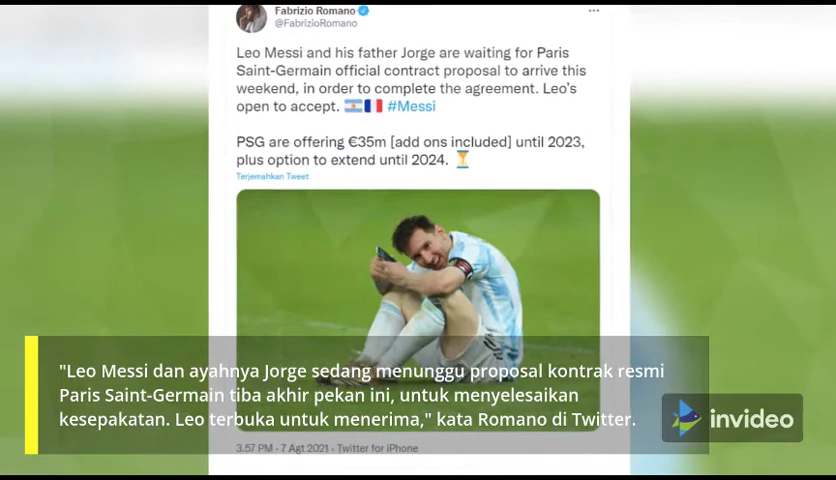 Fabrizio Romano
@FabrizioRomano
Leo Messi and his father Jorge are waiting for Paris
Saint-Germain official contract proposal to arrive this
weekend, in order to complete the agreement. Leo's
open to accept. 🇦🇷🇫🇷 #Messi
PSG are offering €35m [add ons included] until 2023,
plus option to extend until 2024. ⏳
Terjemahkan Tweet
"Leo Messi dan ayahnya Jorge sedang menunggu proposal kontrak resmi
Paris Saint-Germain tiba akhir pekan ini, untuk menyelesaikan
kesepakatan. Leo terbuka untuk menerima," kata Romano di Twitter.
invideo
3.57 PM · 7 Agt 2021 · Twitter for iPhone